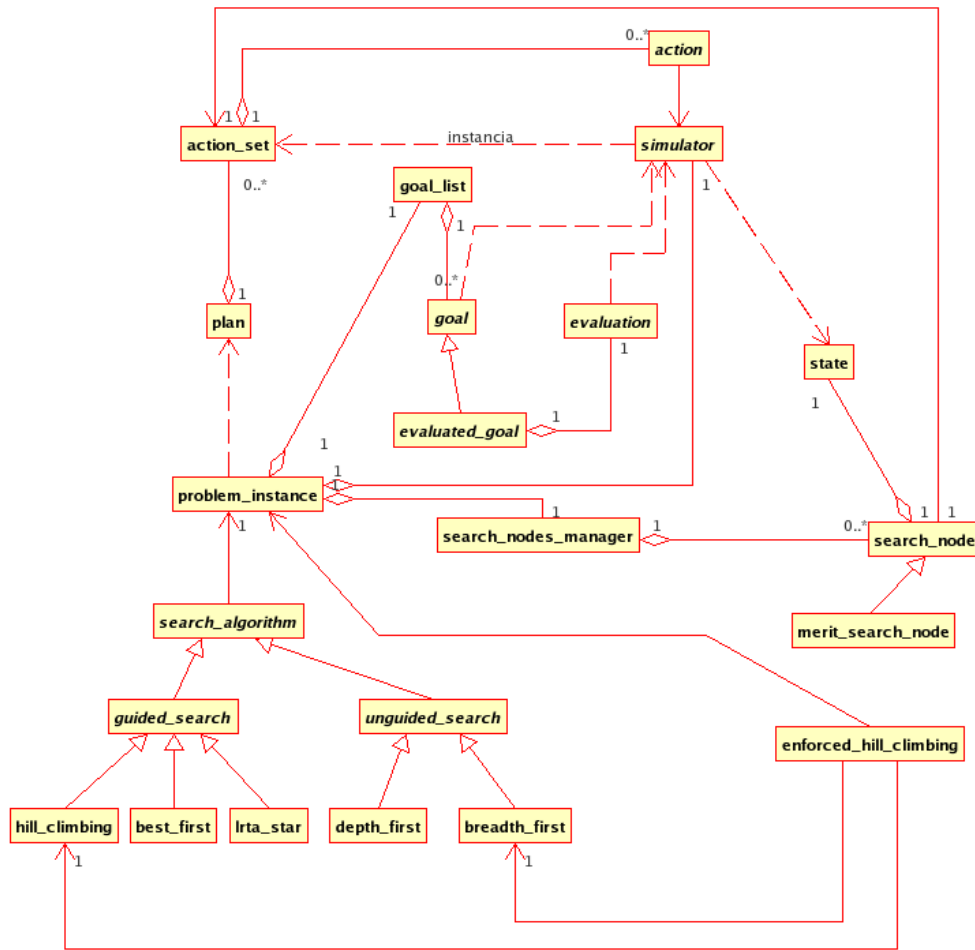 0..*
action
1
1
action_set
instancia
simulator
0..*
goal_list
1
1
1
0..*
1
plan
goal
evaluation
1
state
1
evaluated_goal
1
1
1
1
problem_instance
1
1
search_nodes_manager
1
0..*
1
1
search_node
search_algorithm
merit_search_node
guided_search
unguided_search
enforced_hill_climbing
hill_climbing
best_first
lrta_star
depth_first
breadth_first
1
1